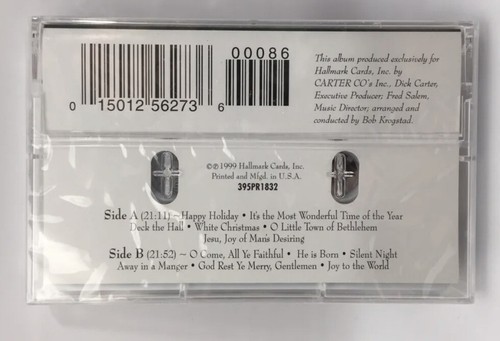 00086
0 15012 56273 6
This album produced exclusively for
Hallmark Cards, Inc. by
CARTER CO's Inc., Dick Carter,
Executive Producer; Fred Salem,
Music Director; arranged and
conducted by Bob Krogstad.
©℗1999 Hallmark Cards, Inc.
Printed and Mfgd. in U.S.A.
395PR1832
Side A (21:11) ~ Happy Holiday • It's the Most Wonderful Time of the Year
Deck the Hall • White Christmas • O Little Town of Bethlehem
Jesu, Joy of Man's Desiring
Side B (21:52) ~ O Come, All Ye Faithful • He is Born • Silent Night
Away in a Manger • God Rest Ye Merry, Gentlemen • Joy to the World